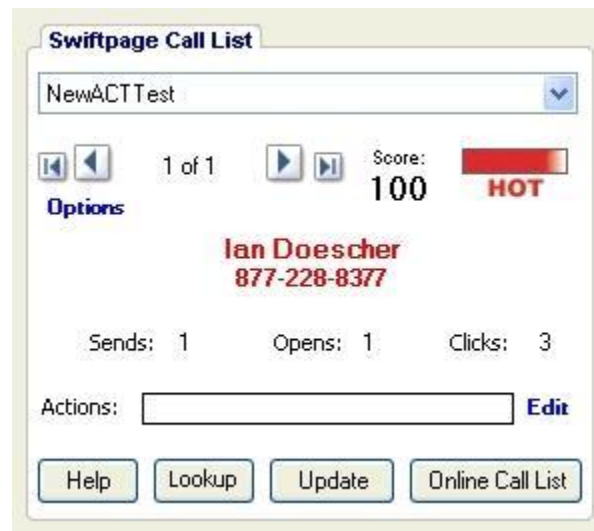 Swiftpage Call List
NewACTTest
1 of 1
Score:
100
HOT
Options
Ian Doescher
877-228-8377
Sends: 1 Opens: 1 Clicks: 3
Actions: Edit
Help Lookup Update Online Call List